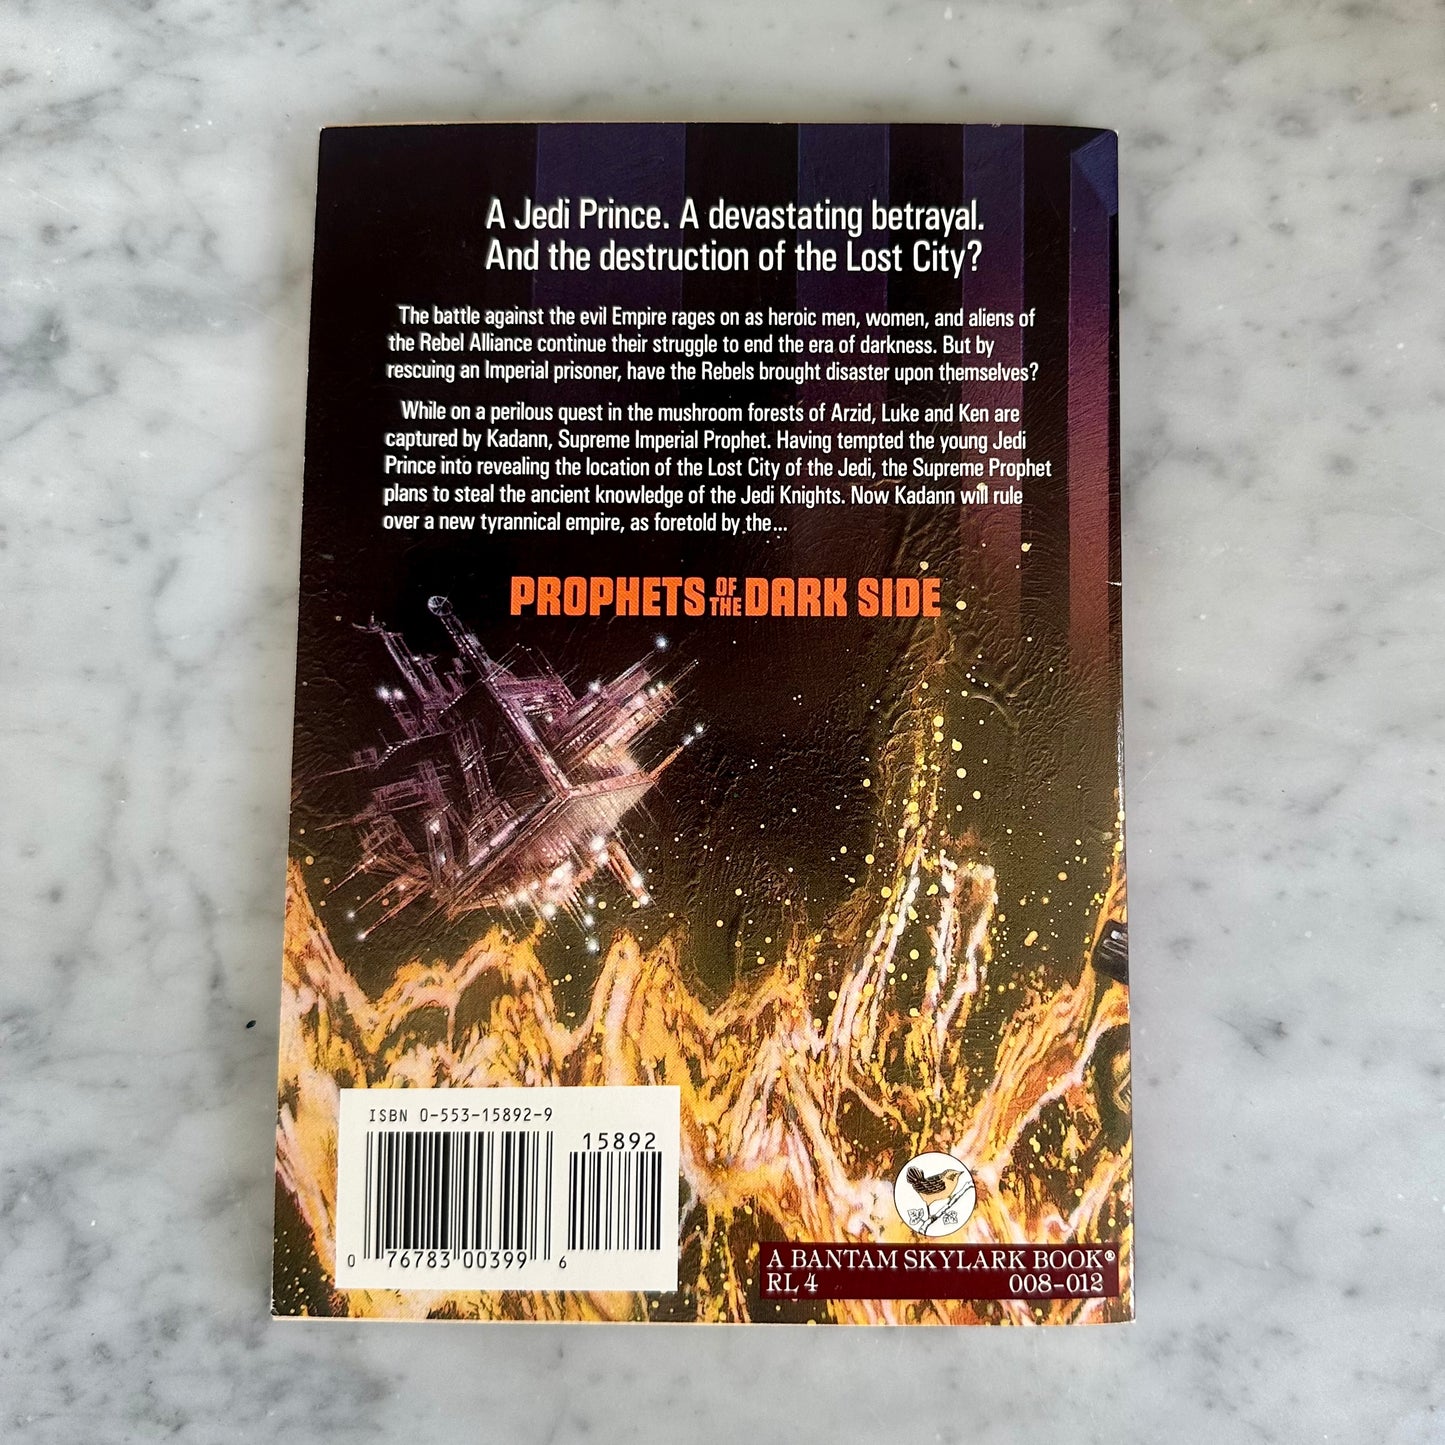 A Jedi Prince. A devastating betrayal.
And the destruction of the Lost City?
The battle against the evil Empire rages on as heroic men, women, and aliens of
the Rebel Alliance continue their struggle to end the era of darkness. But by
rescuing an Imperial prisoner, have the Rebels brought disaster upon themselves?
While on a perilous quest in the mushroom forests of Arzid, Luke and Ken are
captured by Kadann, Supreme Imperial Prophet. Having tempted the young Jedi
Prince into revealing the location of the Lost City of the Jedi, the Supreme Prophet
plans to steal the ancient knowledge of the Jedi Knights. Now Kadann will rule
over a new tyrannical empire, as foretold by the...
PROPHETS OF THE DARK SIDE
ISBN 0-553-15892-9
15892
0 76783 00399 6
A BANTAM SKYLARK BOOK®
RL 4 008-012